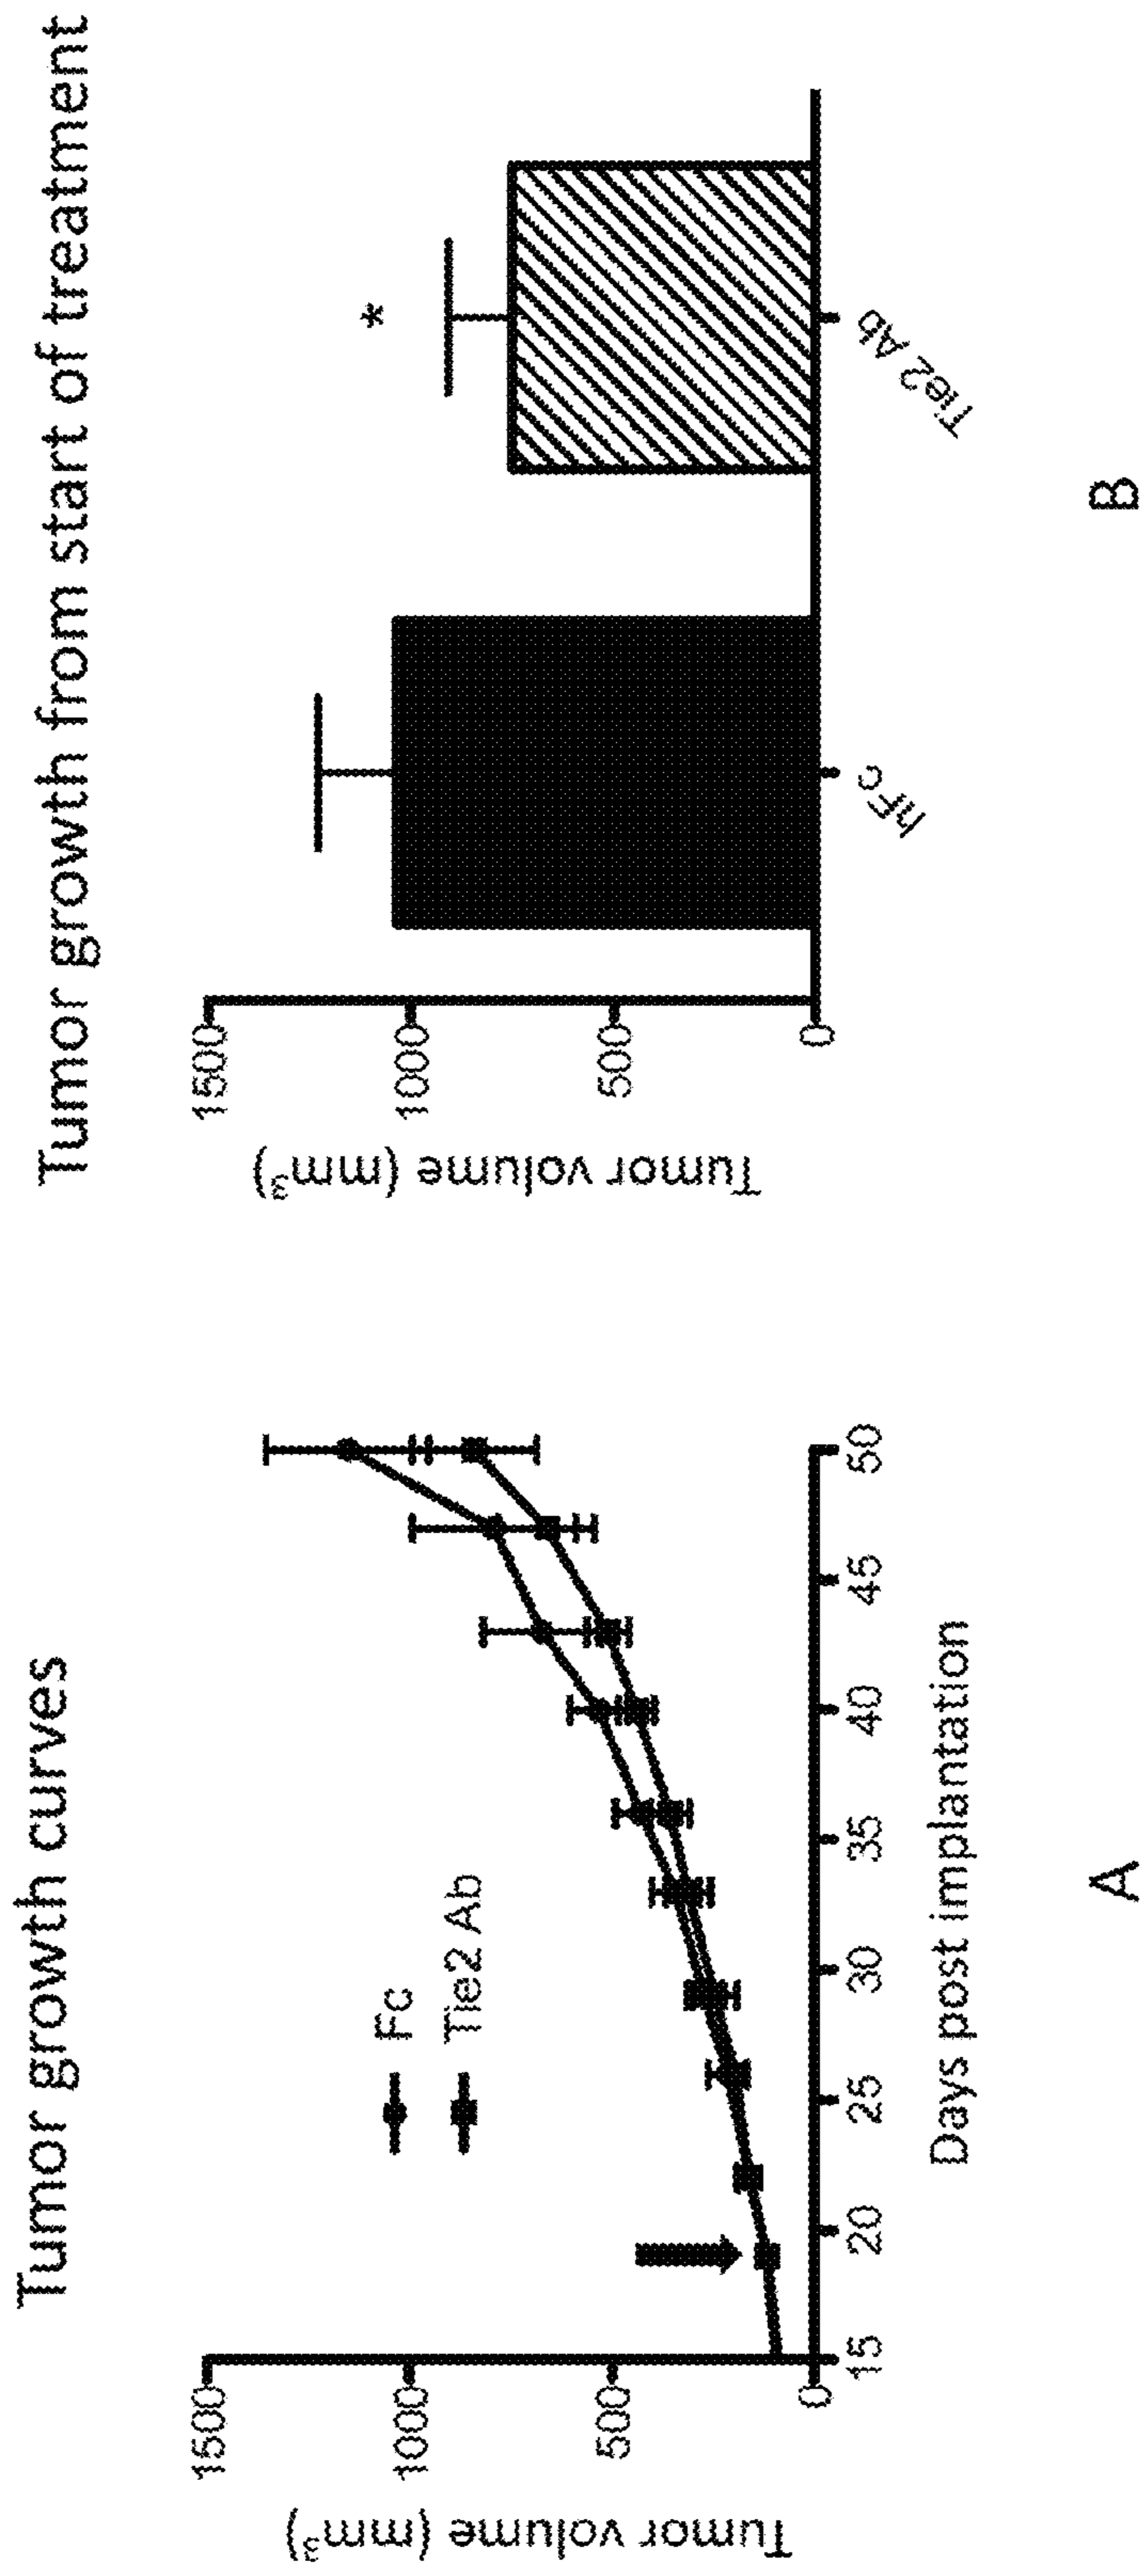 Tumor growth curves
Tumor volume (mm³)
1500
1000
500
0
Fc
Tie2 Ab
15 20 25 30 35 40 45 50
Days post implantation
A
Tumor growth from start of treatment
Tumor volume (mm³)
1500
1000
500
0
*
hFc Tie2 Ab
B